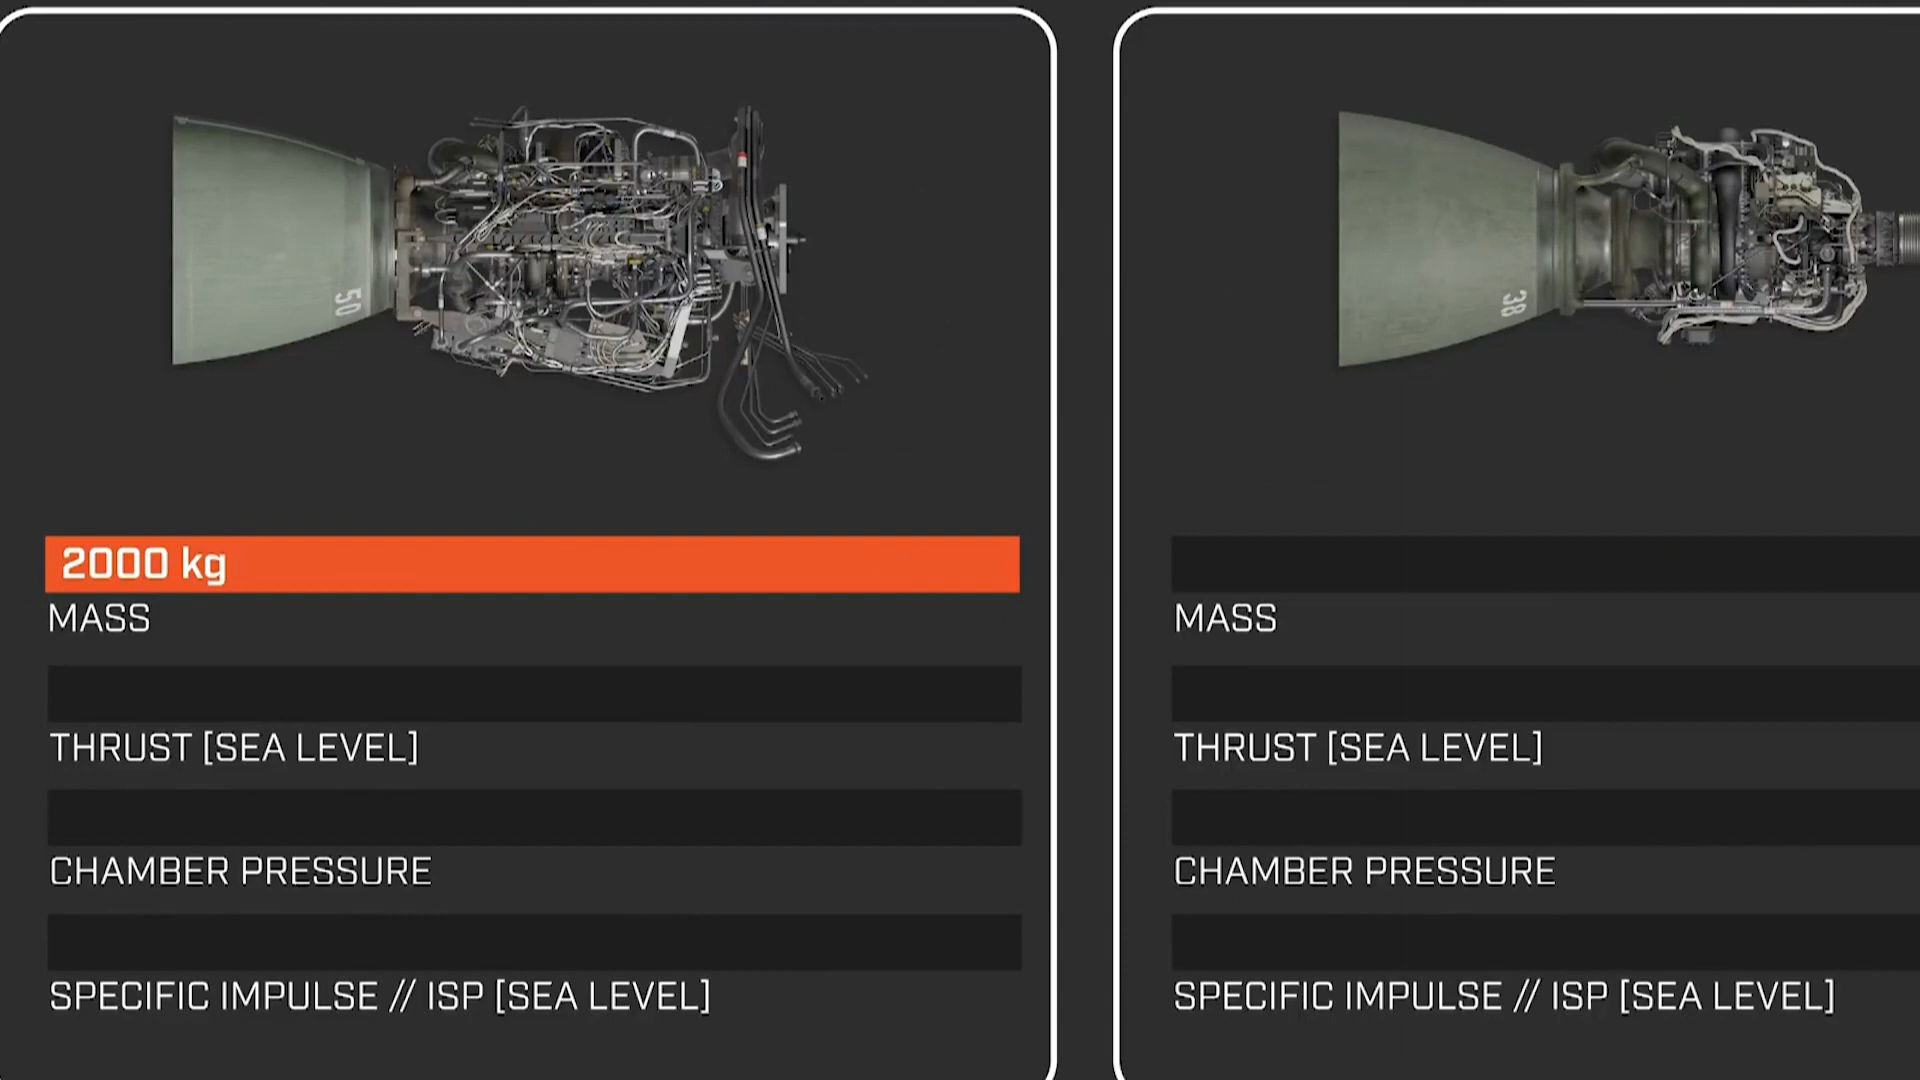 50
38
2000 kg
MASS
THRUST [SEA LEVEL]
CHAMBER PRESSURE
SPECIFIC IMPULSE // ISP [SEA LEVEL]
MASS
THRUST [SEA LEVEL]
CHAMBER PRESSURE
SPECIFIC IMPULSE // ISP [SEA LEVEL]